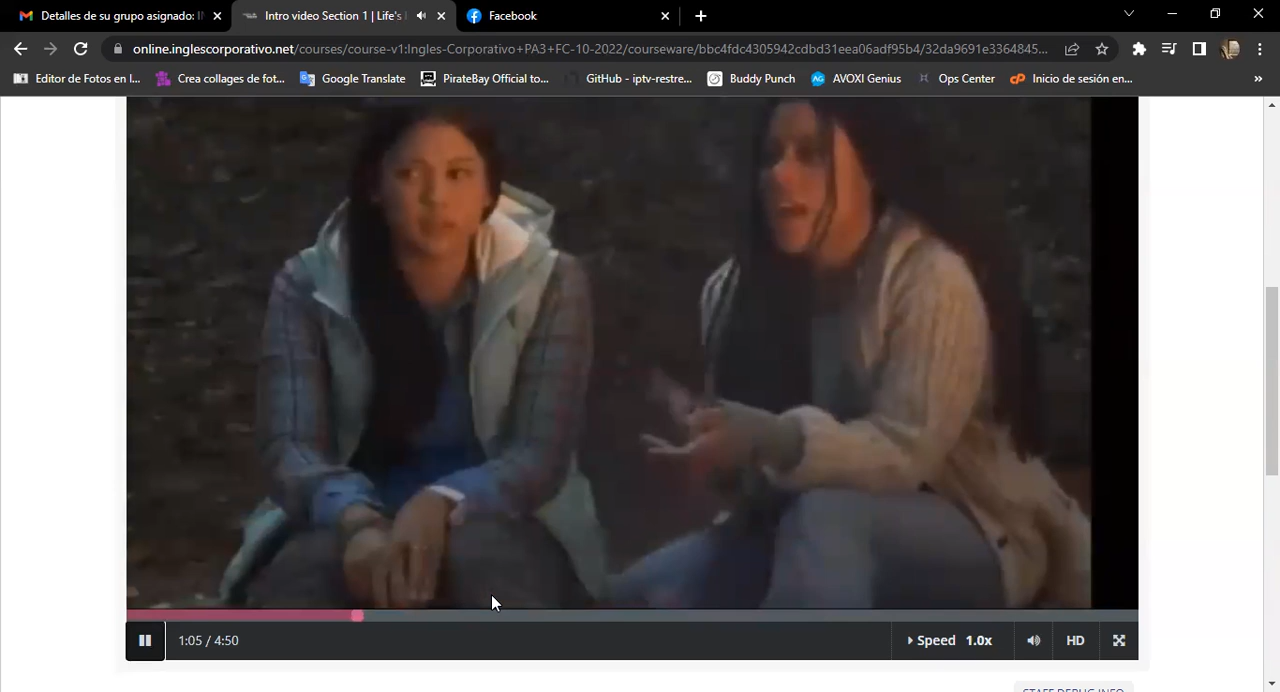 Detalles de su grupo asignado: I
Intro video Section 1 | Life's
Facebook
online.inglescorporativo.net/courses/course-v1:Ingles-Corporativo+PA3+FC-10-2022/courseware/bbc4fdc4305942cdbd31eea06adf95b4/32da9691e3364845...
Editor de Fotos en l...
Crea collages de fot...
Google Translate
PirateBay Official to...
GitHub - iptv-restre...
Buddy Punch
AVOXI Genius
Ops Center
Inicio de sesión en...
»
1:05 / 4:50
Speed 1.0x
HD
STAFF DEBUG INFO